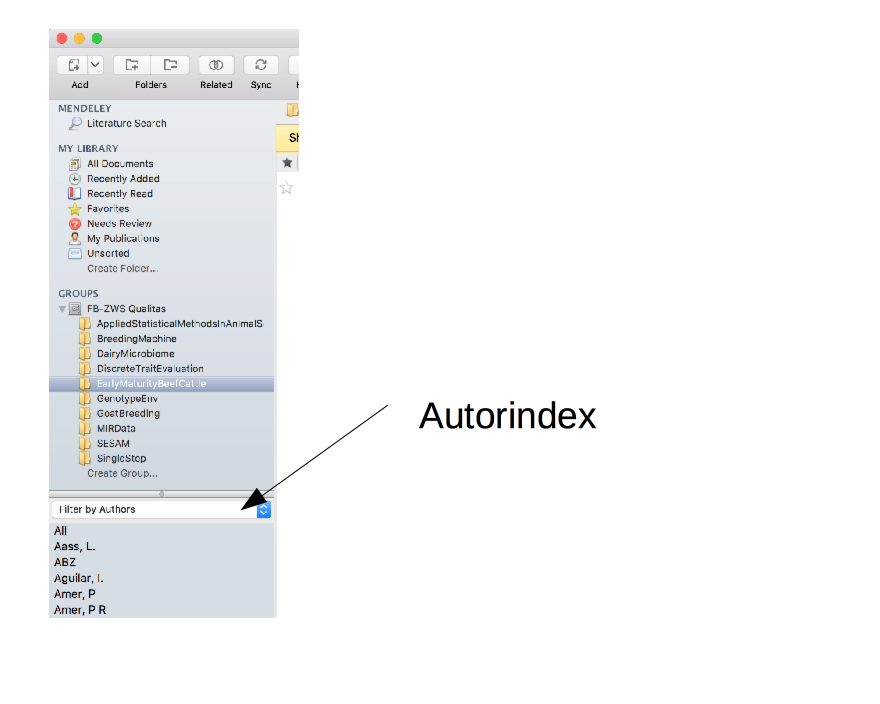 Add
Folders
Related
Sync
MENDELEY
Literature Search
MY LIBRARY
All Documents
Recently Added
Recently Read
Favorites
Needs Review
My Publications
Unsorted
Create Folder...
GROUPS
FB-ZWS Qualitas
AppliedStatisticalMethodsInAnimalS
BreedingMachine
DairyMicrobiome
DiscreteTraitEvaluation
EarlyMaturityBeefCattle
GenotypeEnv
GoatBreeding
MIRData
SESAM
SingleStep
Create Group...
Autorindex
Filter by Authors
All
Aass, L.
ABZ
Aguilar, I.
Amer, P
Amer, P R